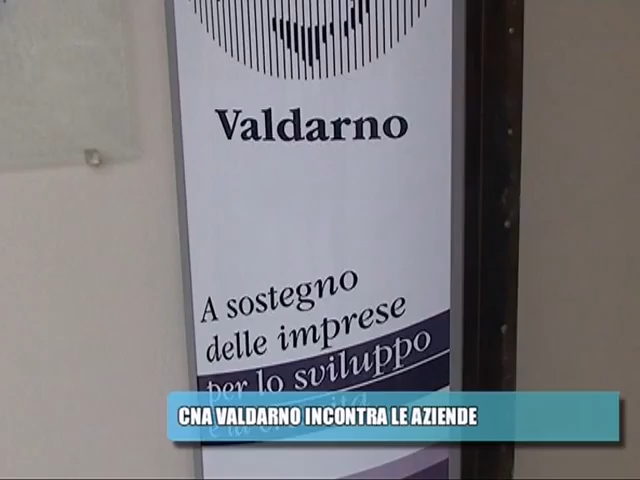 Valdarno
A sostegno
delle imprese
per lo sviluppo
CNA VALDARNO INCONTRA LE AZIENDE